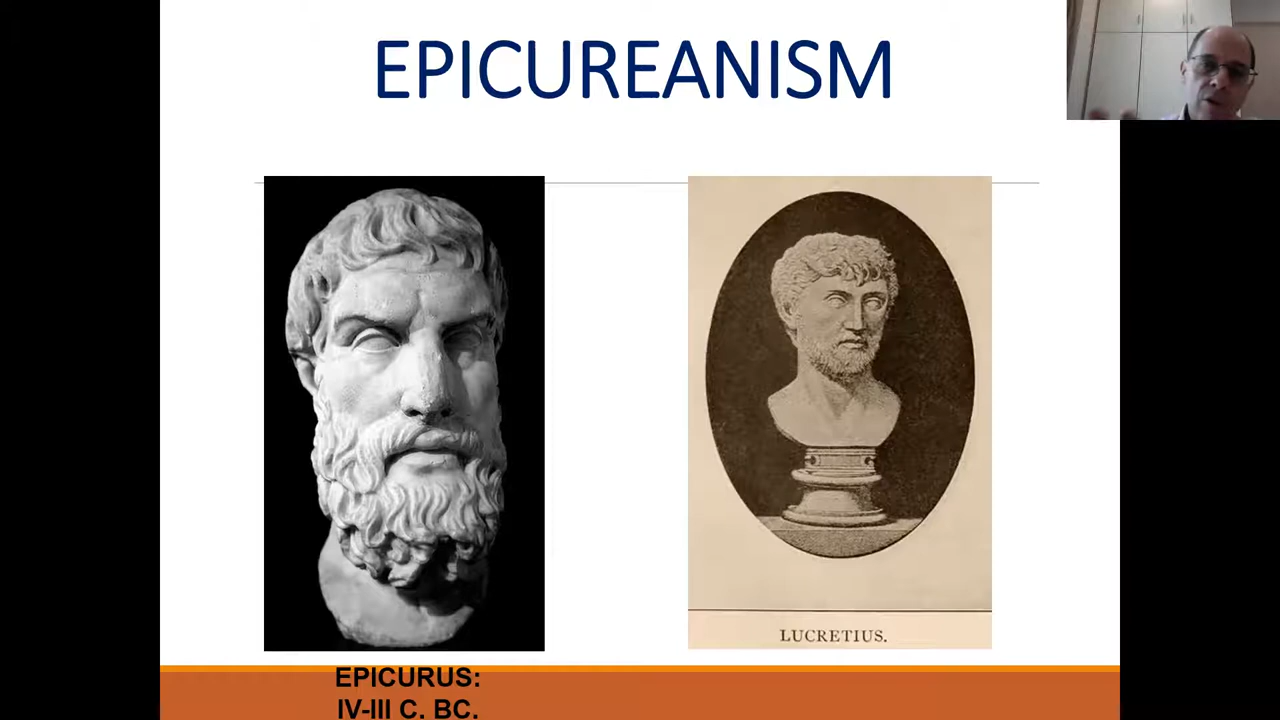 EPICUREANISM
LUCRETIUS.
EPICURUS:
IV-III C. BC.